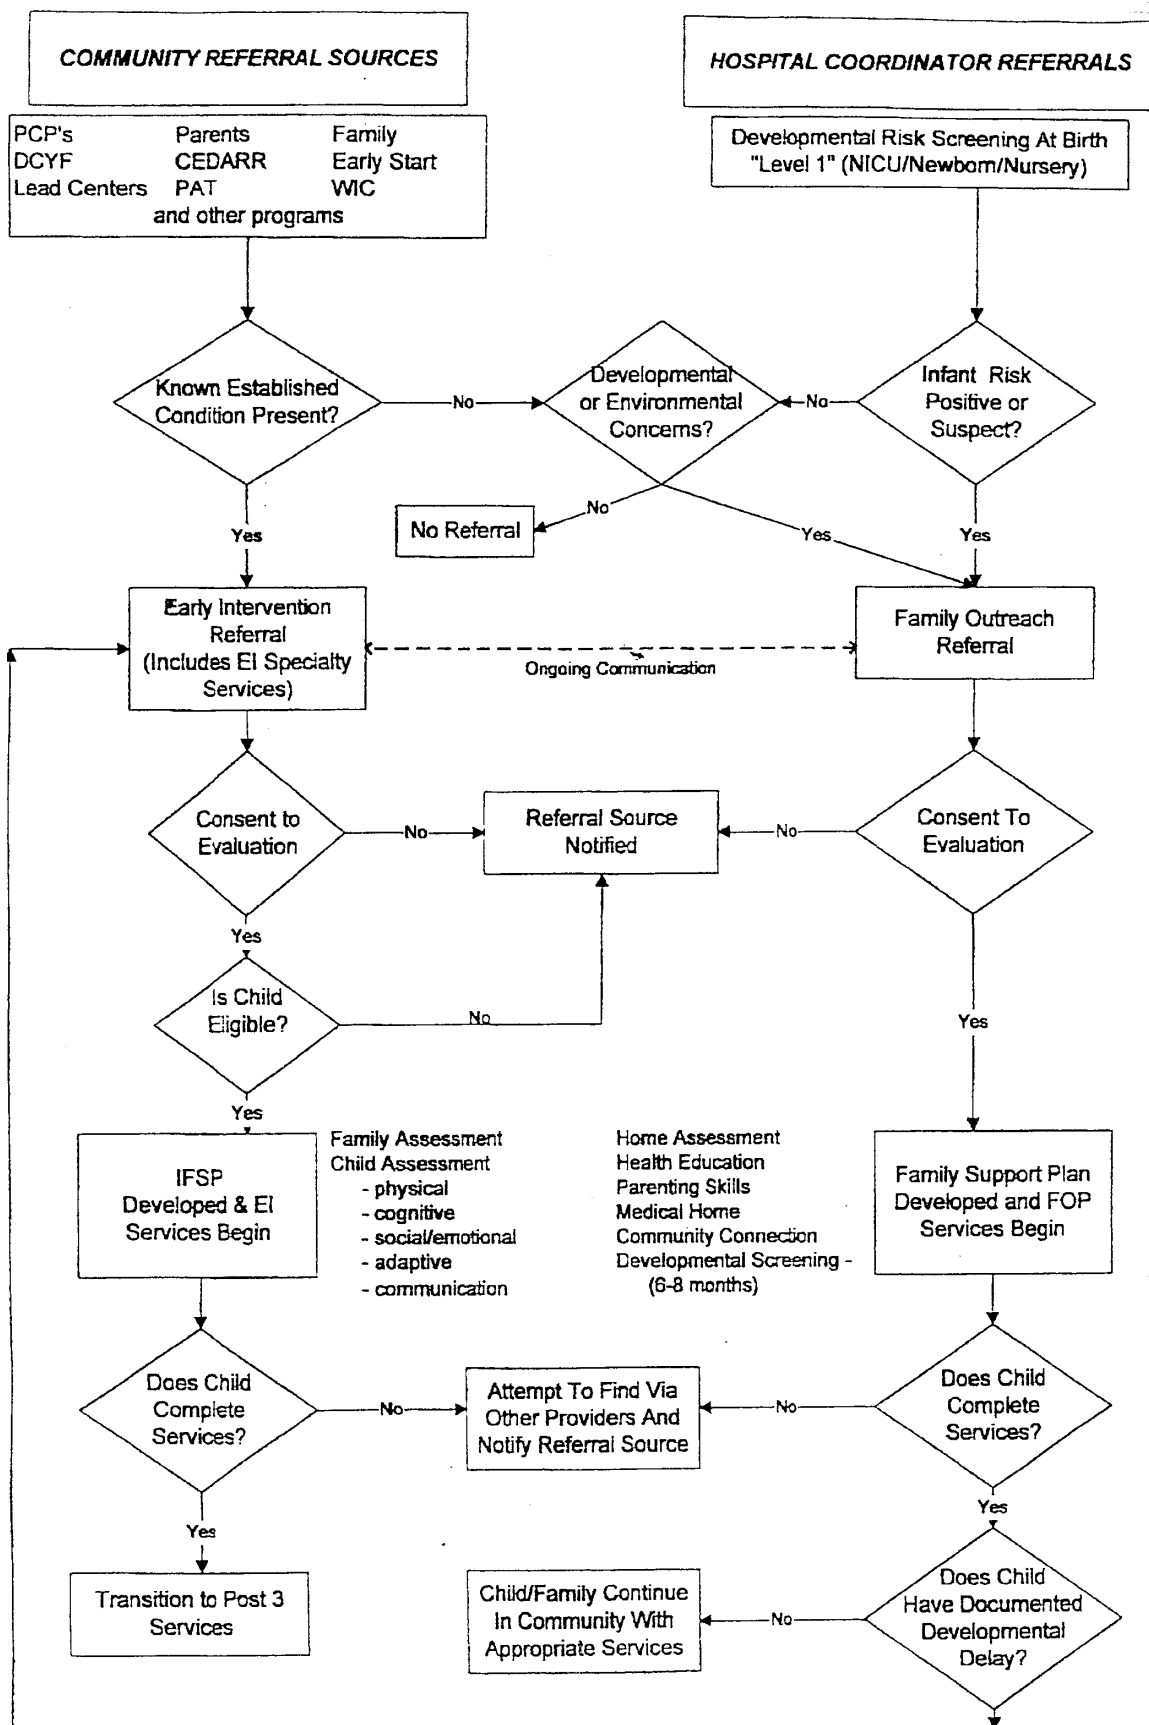 COMMUNITY REFERRAL SOURCES
HOSPITAL COORDINATOR REFERRALS
PCP's Parents Family
DCYF CEDARR Early Start
Lead Centers PAT WIC
and other programs
Developmental Risk Screening At Birth
"Level 1" (NICU/Newborn/Nursery)
Known Established
Condition Present?
No
Developmental
or Environmental
Concerns?
No
Infant Risk
Positive or
Suspect?
No
No Referral
Yes
Yes
Yes
Early Intervention
Referral
(Includes EI Specialty
Services)
Ongoing Communication
Family Outreach
Referral
Consent to
Evaluation
No
Referral Source
Notified
No
Consent To
Evaluation
Yes
Is Child
Eligible?
No
Yes
Yes
IFSP
Developed & EI
Services Begin
Family Assessment
Child Assessment
- physical
- cognitive
- social/emotional
- adaptive
- communication
Home Assessment
Health Education
Parenting Skills
Medical Home
Community Connection
Developmental Screening -
(6-8 months)
Family Support Plan
Developed and FOP
Services Begin
Does Child
Complete
Services?
No
Attempt To Find Via
Other Providers And
Notify Referral Source
No
Does Child
Complete
Services?
Yes
Yes
Transition to Post 3
Services
Child/Family Continue
In Community With
Appropriate Services
No
Does Child
Have Documented
Developmental
Delay?